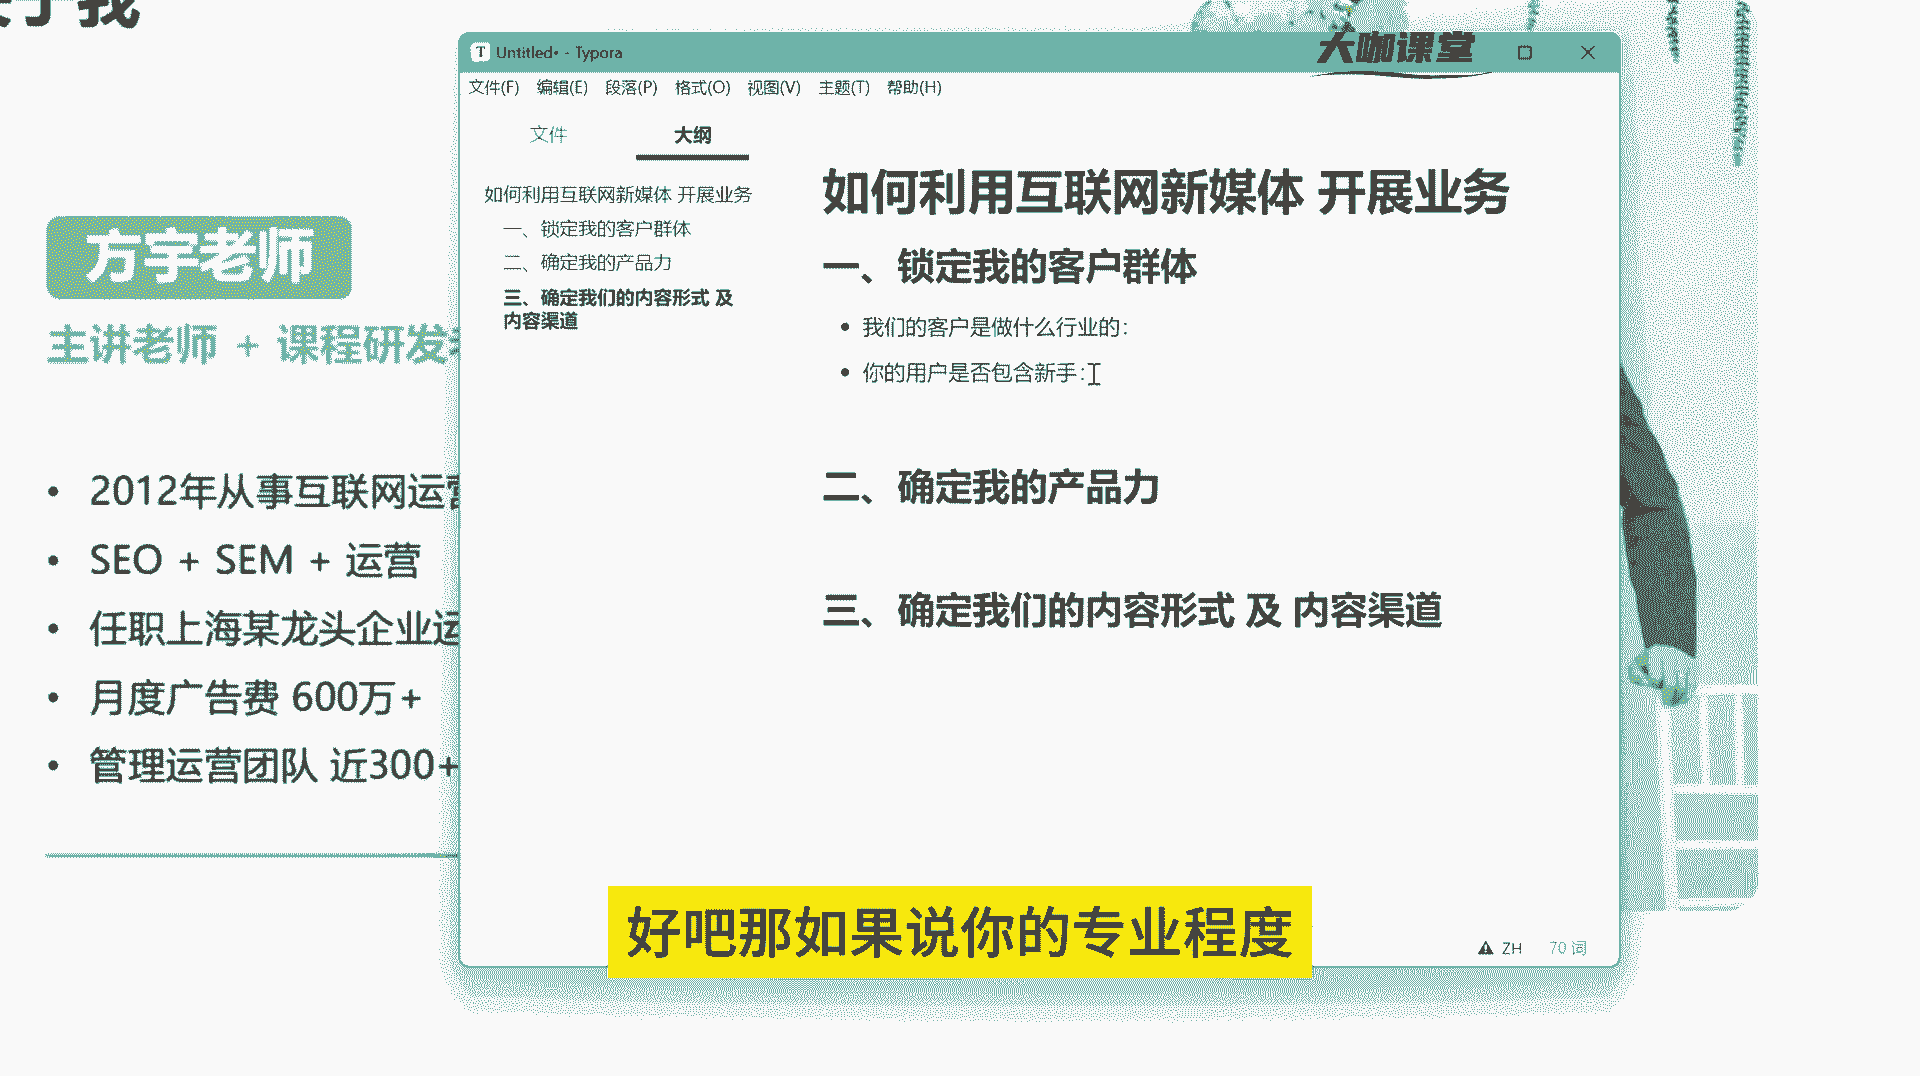 于我
方宇老师
主讲老师 + 课程研发
2012年从事互联网运营
SEO + SEM + 运营
任职上海某龙头企业运
月度广告费 600万+
管理运营团队 近300+
Untitled• - Typora
大咖课堂
文件(F) 编辑(E) 段落(P) 格式(O) 视图(V) 主题(T) 帮助(H)
文件 大纲
如何利用互联网新媒体 开展业务
一、锁定我的客户群体
二、确定我的产品力
三、确定我们的内容形式 及
内容渠道
如何利用互联网新媒体 开展业务
一、锁定我的客户群体
我们的客户是做什么行业的:
你的用户是否包含新手:
二、确定我的产品力
三、确定我们的内容形式 及 内容渠道
ZH 70 词
好吧那如果说你的专业程度